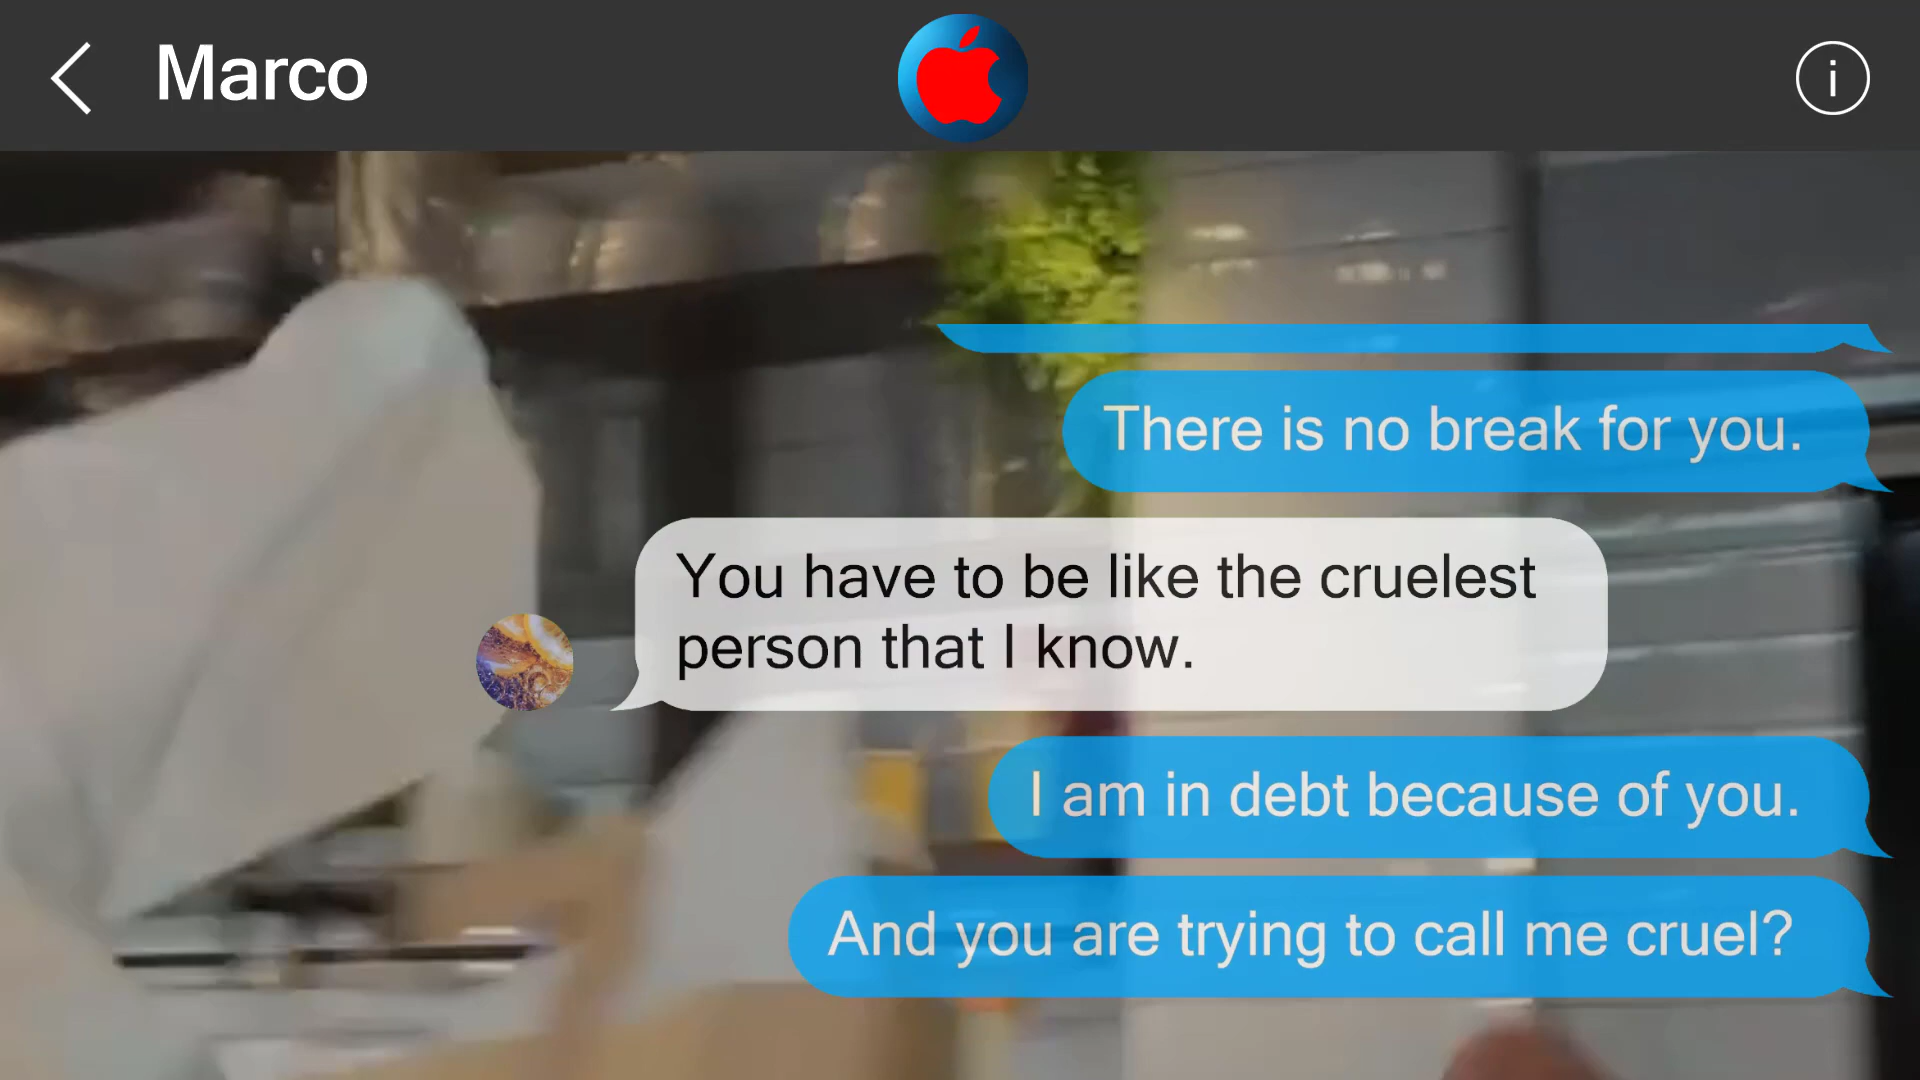 Marco
There is no break for you.
You have to be like the cruelest
person that I know.
I am in debt because of you.
And you are trying to call me cruel?